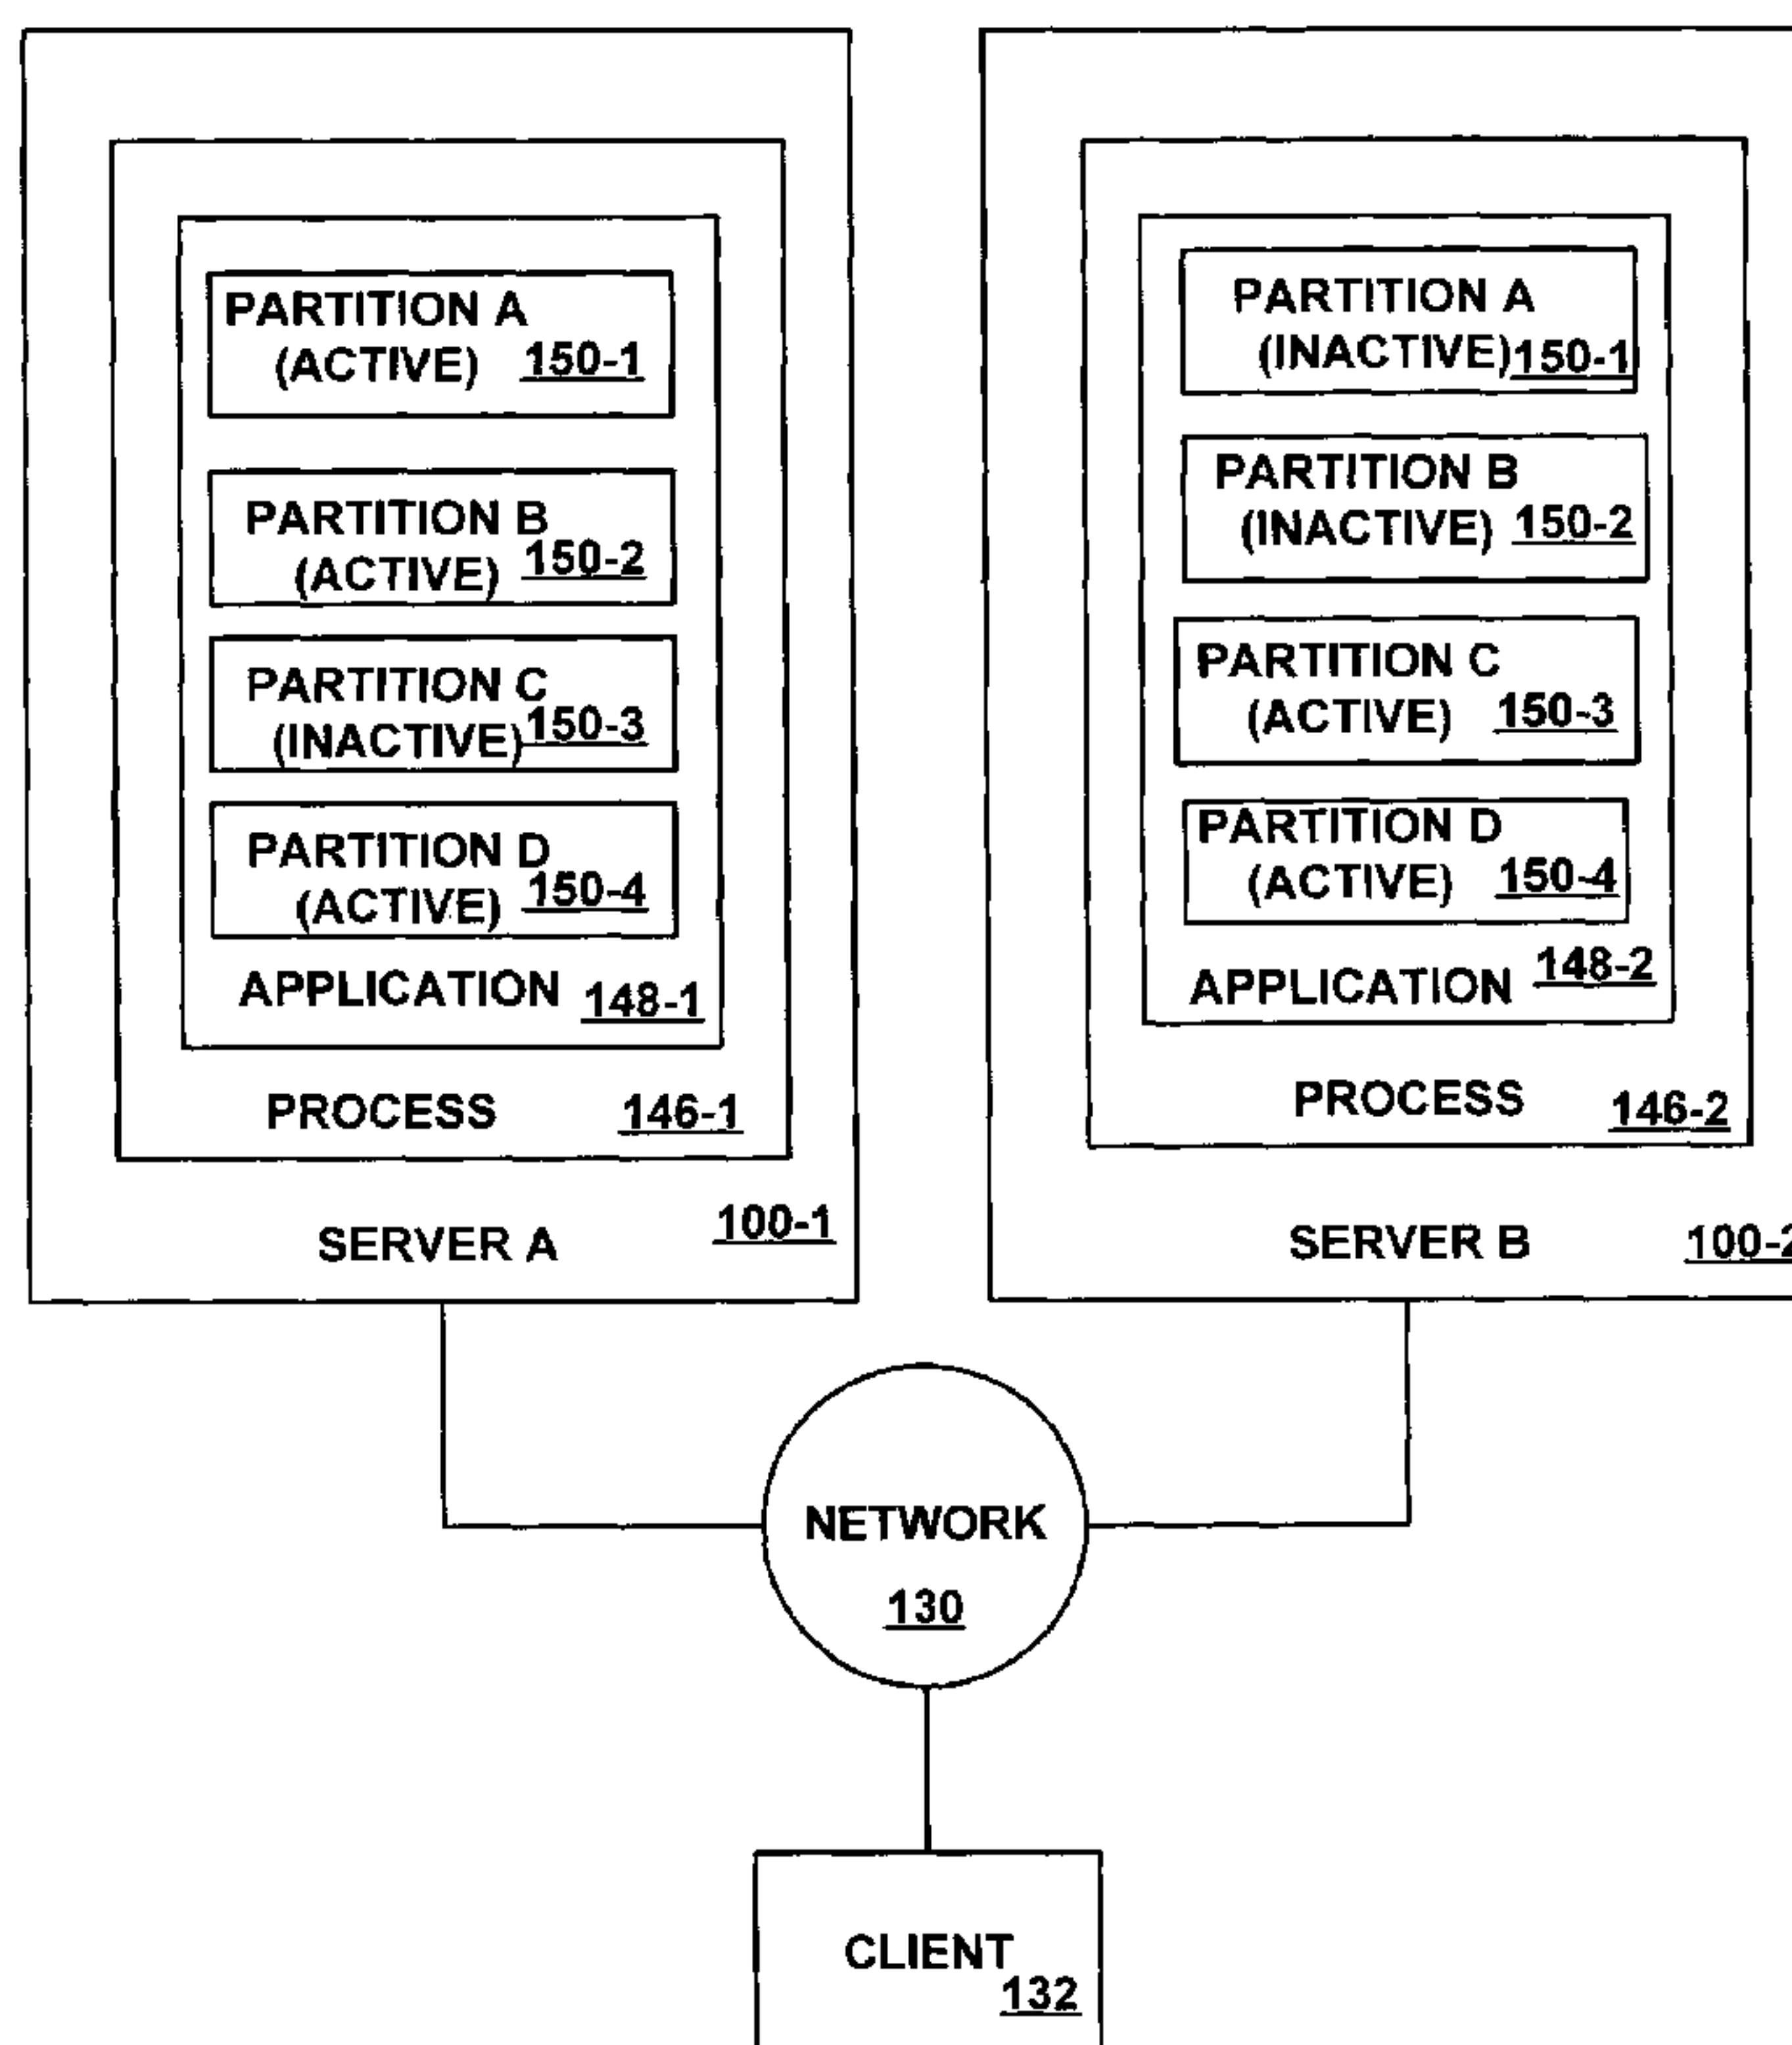 PARTITION A
(ACTIVE) 150-1
PARTITION B
(ACTIVE) 150-2
PARTITION C
(INACTIVE) 150-3
PARTITION D
(ACTIVE) 150-4
APPLICATION 148-1
PROCESS 146-1
SERVER A 100-1
PARTITION A
(INACTIVE) 150-1
PARTITION B
(INACTIVE) 150-2
PARTITION C
(ACTIVE) 150-3
PARTITION D
(ACTIVE) 150-4
APPLICATION 148-2
PROCESS 146-2
SERVER B 100-2
NETWORK
130
CLIENT
132